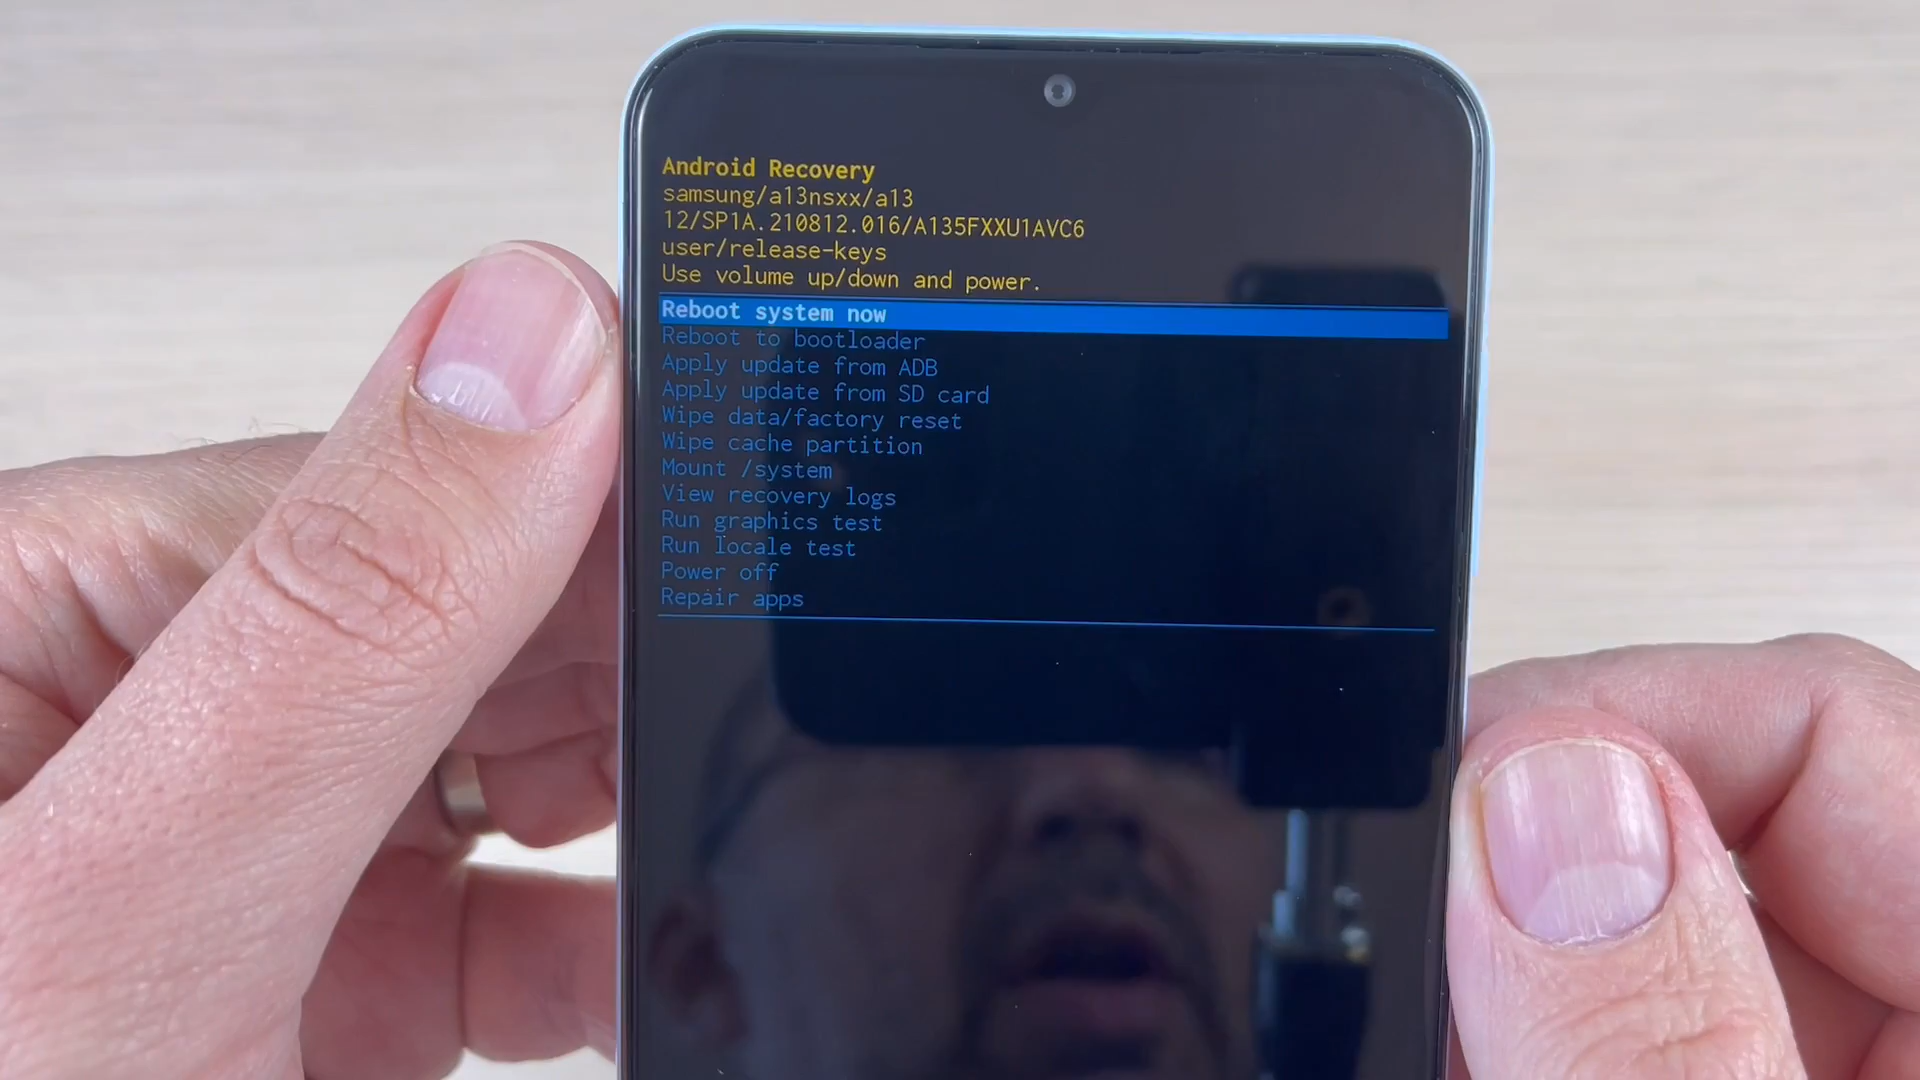 Android Recovery
samsung/a13nsxx/a13
12/SP1A.210812.016/A135FXXU1AVC6
user/release-keys
Use volume up/down and power.
Reboot system now
Reboot to bootloader
Apply update from ADB
Apply update from SD card
Wipe data/factory reset
Wipe cache partition
Mount /system
View recovery logs
Run graphics test
Run locale test
Power off
Repair apps